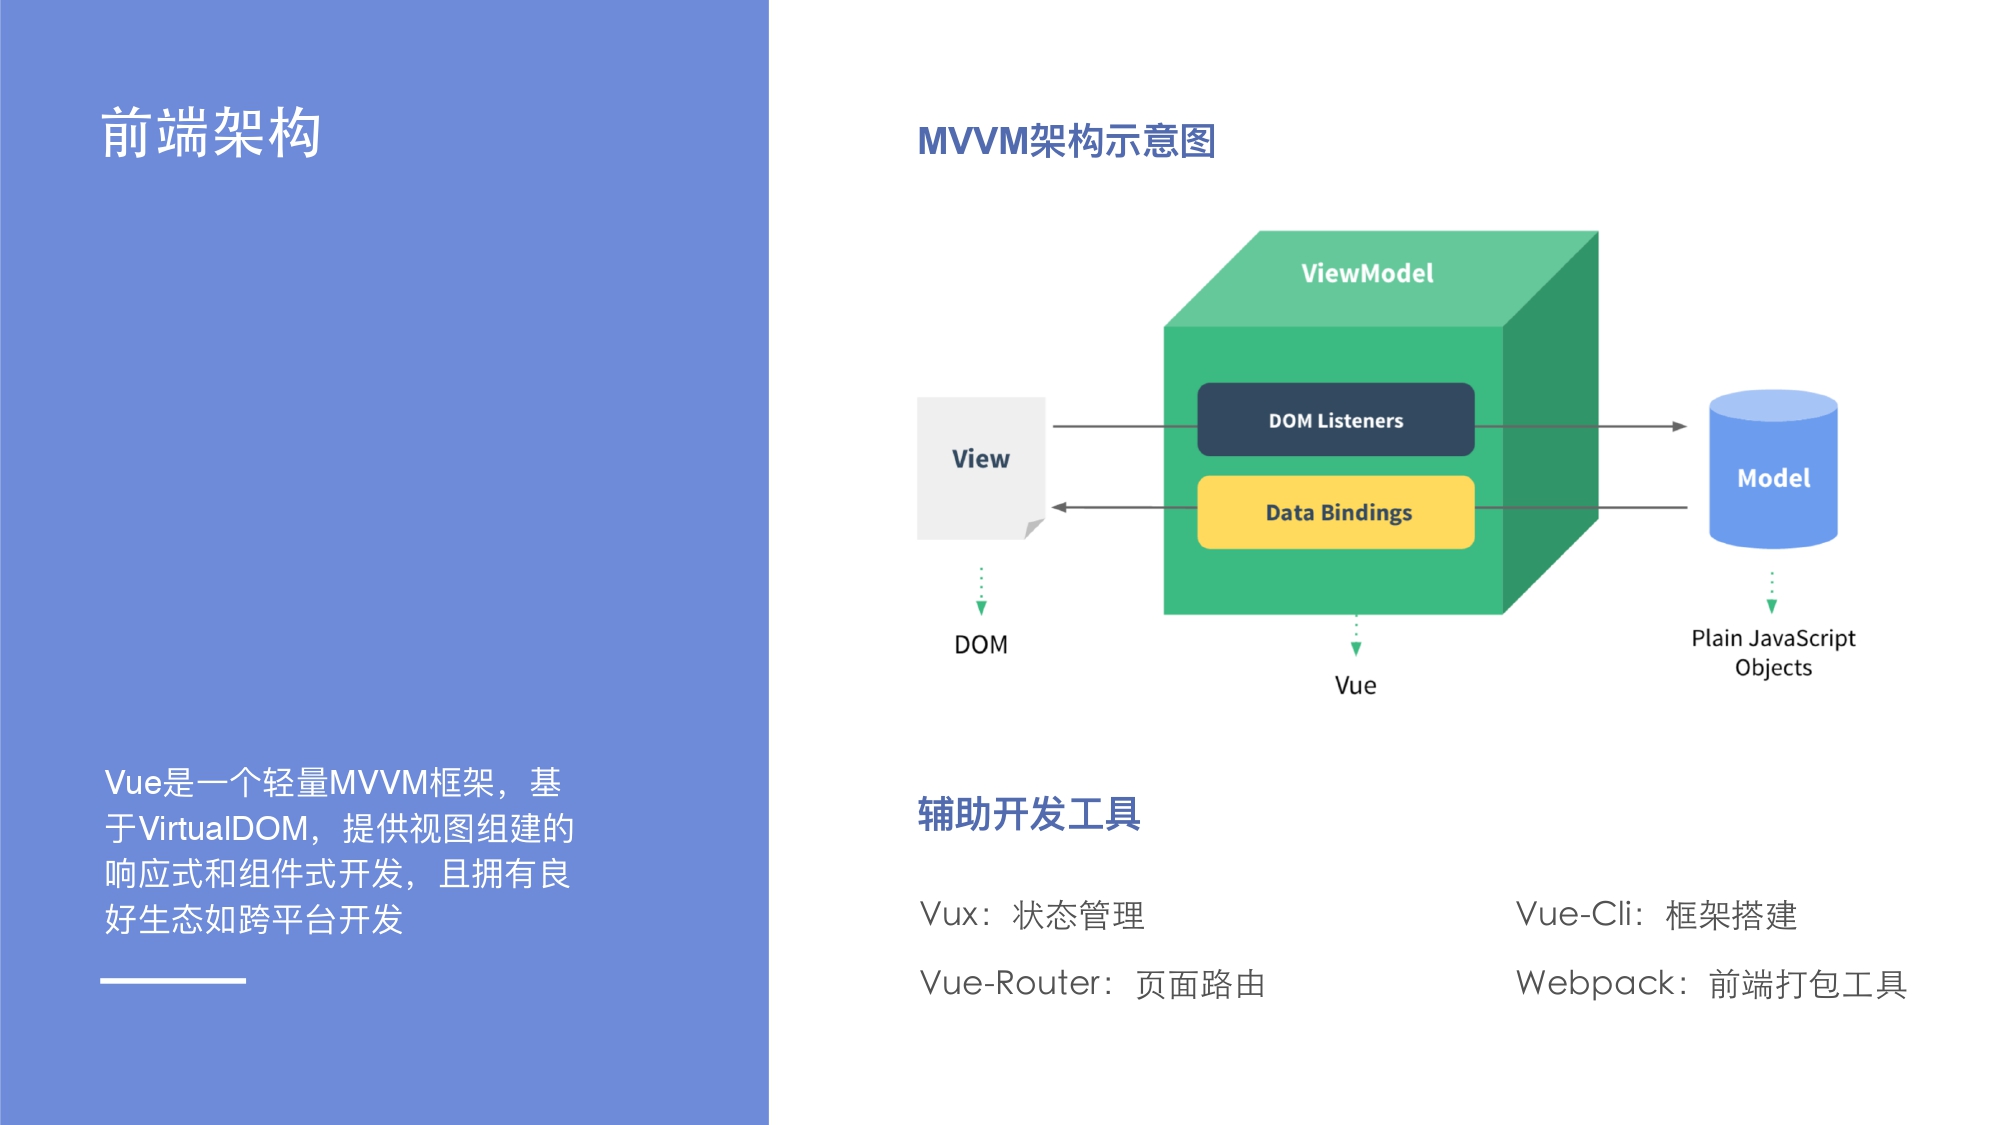 前端架构
Vue是一个轻量MVVM框架，基
于VirtualDOM，提供视图组建的
响应式和组件式开发，且拥有良
好生态如跨平台开发
MVVM架构示意图
ViewModel
DOM Listeners
View
Model
Data Bindings
DOM
Vue
Plain JavaScript
Objects
辅助开发工具
Vux：状态管理
Vue-Cli：框架搭建
Vue-Router：页面路由
Webpack：前端打包工具